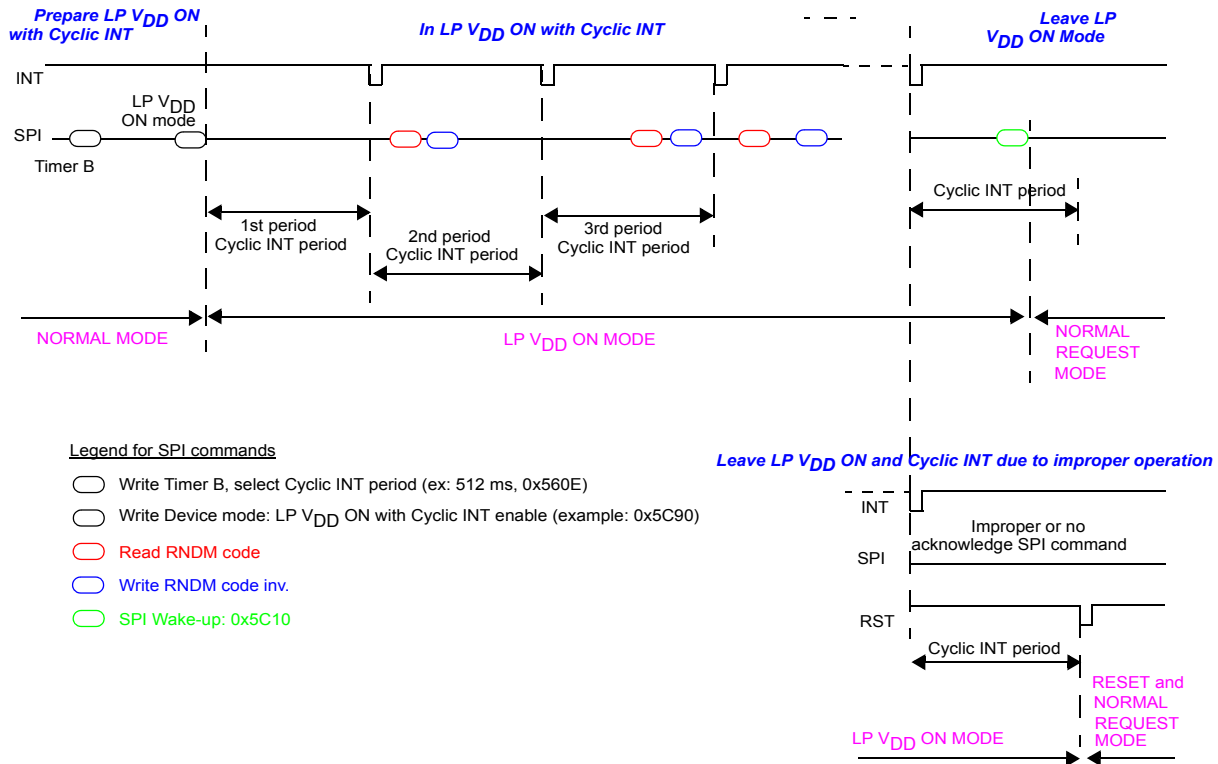 Prepare LP VDD ON
with Cyclic INT
In LP VDD ON with Cyclic INT
Leave LP
VDD ON Mode
INT
LP VDD
ON mode
SPI
Timer B
1st period
Cyclic INT period
2nd period
Cyclic INT period
3rd period
Cyclic INT period
Cyclic INT period
NORMAL MODE
LP VDD ON MODE
NORMAL
REQUEST
MODE
Legend for SPI commands
Write Timer B, select Cyclic INT period (ex: 512 ms, 0x560E)
Write Device mode: LP VDD ON with Cyclic INT enable (example: 0x5C90)
Read RNDM code
Write RNDM code inv.
SPI Wake-up: 0x5C10
Leave LP VDD ON and Cyclic INT due to improper operation
INT
Improper or no
acknowledge SPI command
SPI
RST
Cyclic INT period
RESET and
NORMAL
REQUEST
MODE
LP VDD ON MODE